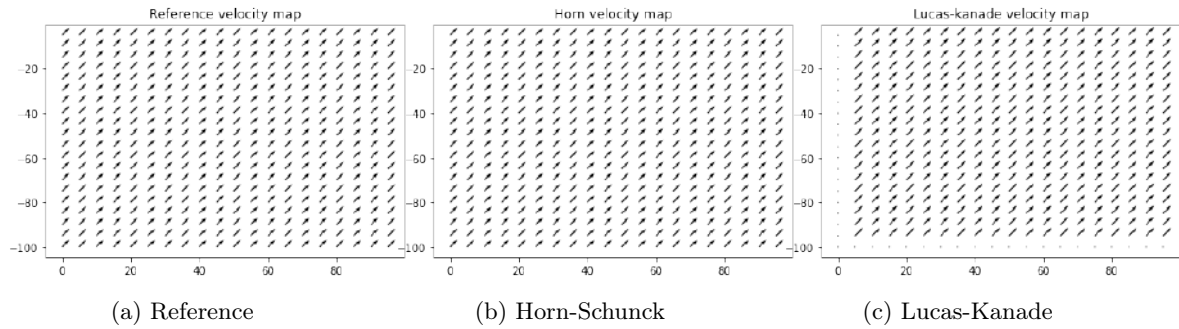 Reference velocity map
−20
−40
−60
−80
−100
0 20 40 60 80
(a) Reference
Horn velocity map
−20
−40
−60
−80
−100
0 20 40 60 80
(b) Horn-Schunck
Lucas-kanade velocity map
−20
−40
−60
−80
−100
0 20 40 60 80
(c) Lucas-Kanade